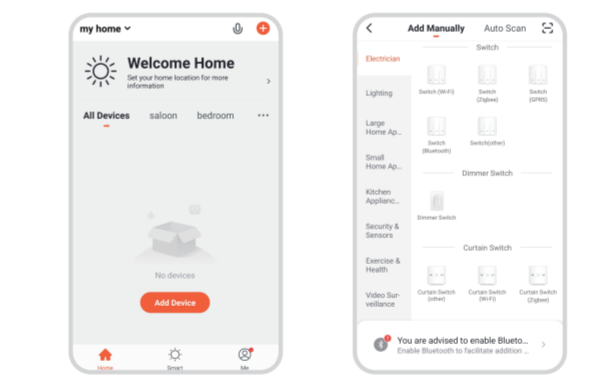 my home
Welcome Home
Set your home location for more
information
All Devices saloon bedroom ...
No devices
Add Device
Home Smart Me
Add Manually Auto Scan
Switch
Electrician
Switch (Wi-Fi) Switch
(Zigbee) Switch
(GPRS)
Lighting
Large
Home Ap...
Switch
(Bluetooth) Switch(other)
Small
Home Ap...
Dimmer Switch
Kitchen
Applianc...
Dimmer Switch
Security &
Sensors
Curtain Switch
Exercise &
Health
Curtain Switch
(other) Curtain Switch
(Wi-Fi) Curtain Switch
(Zigbee)
Video Sur-
veillance
You are advised to enable Blueto...
Enable Bluetooth to facilitate addition ...